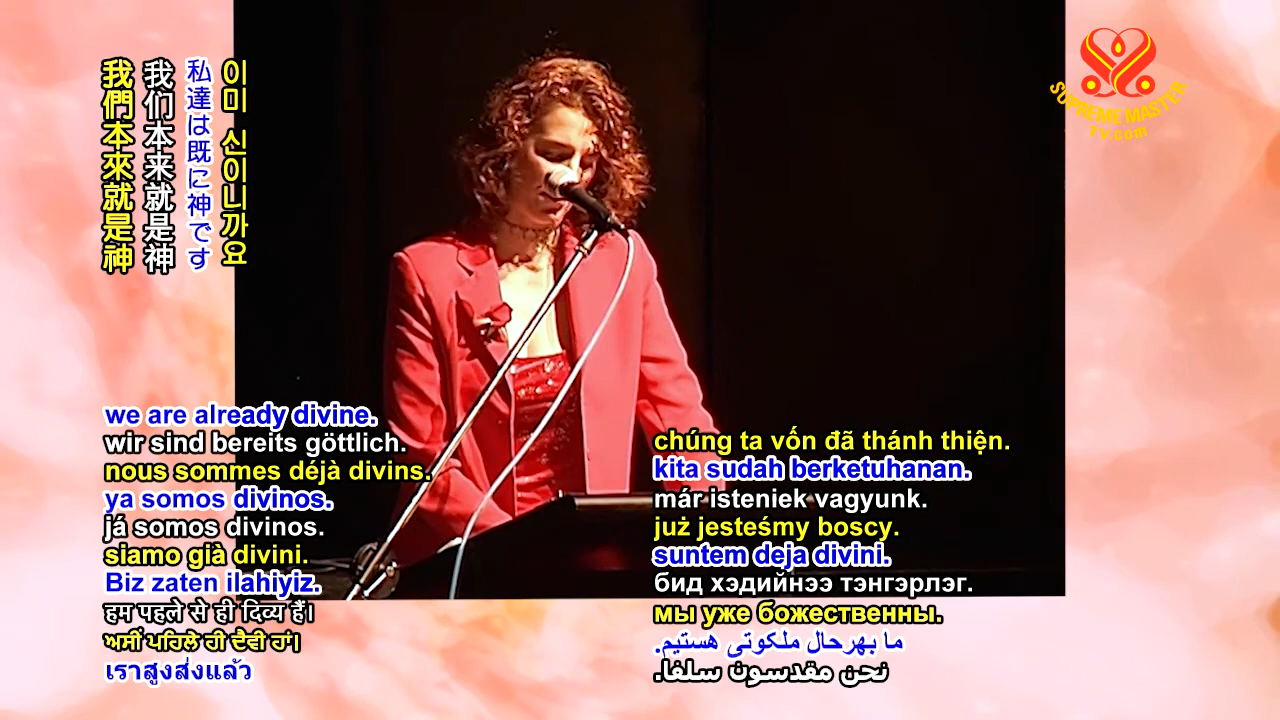 我們本來就是神
我们本来就是神
私達は既に神です
이미 신이니까요
SUPREME MASTER
TV.com
we are already divine.
wir sind bereits göttlich.
nous sommes déjà divins.
ya somos divinos.
já somos divinos.
siamo già divini.
Biz zaten ilahiyiz.
हम पहले से ही दिव्य हैं।
ਅਸੀਂ ਪਹਿਲੇ ਹੀ ਦੈਵੀ ਹਾਂ।
เราสูงส่งแล้ว
chúng ta vốn đã thánh thiện.
kita sudah berketuhanan.
már isteniek vagyunk.
już jesteśmy boscy.
suntem deja divini.
бид хэдийнээ тэнгэрлэг.
мы уже божественны.
ما بهرحال ملکوتی هستیم.
نحن مقدسون سلفا.